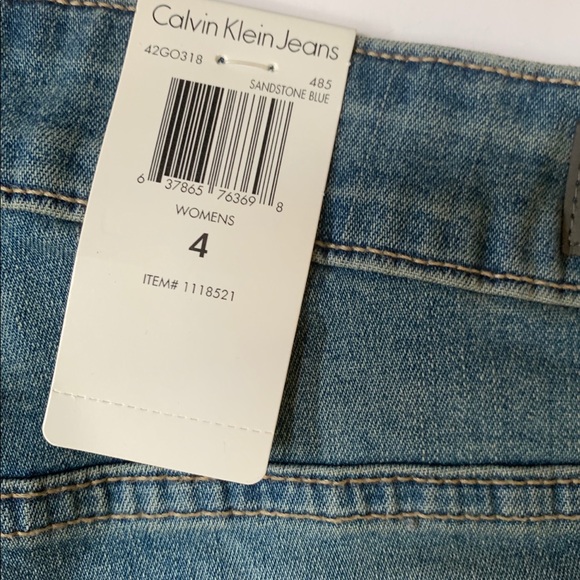 Calvin Klein Jeans
42GO318
485
SANDSTONE BLUE
6 37865 76369 8
WOMENS
4
ITEM# 1118521